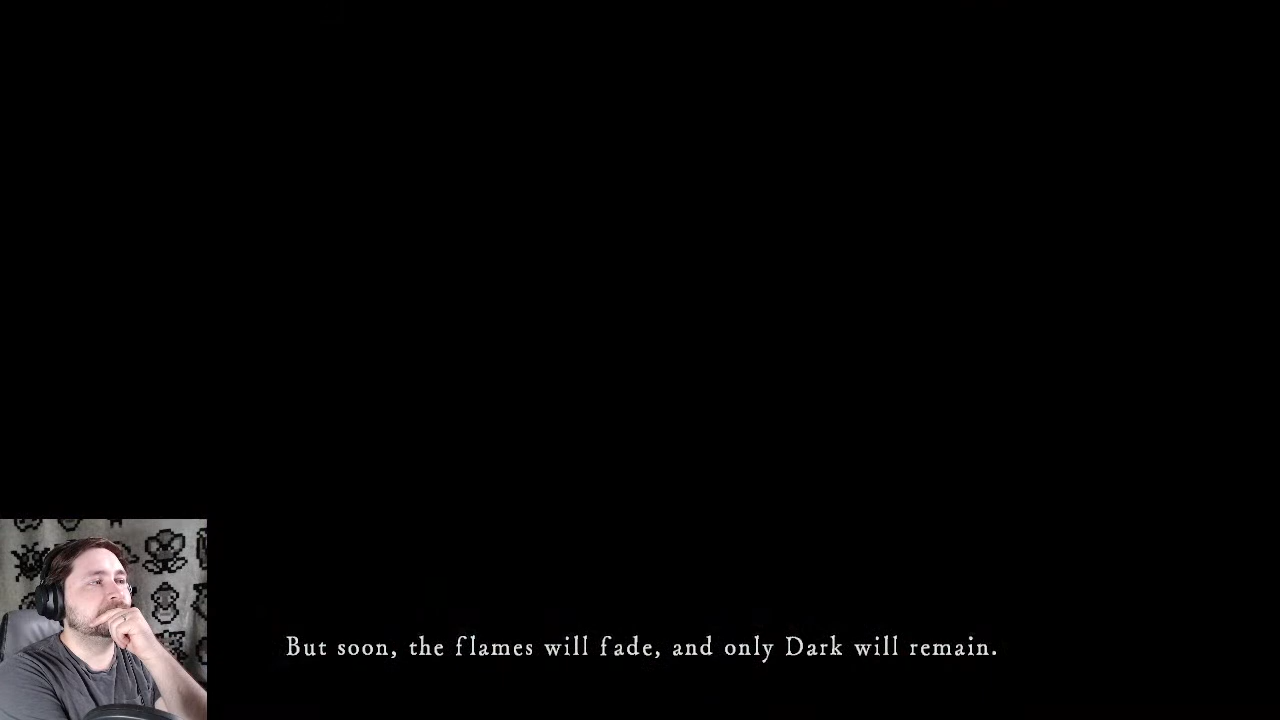 But soon, the flames will fade, and only Dark will remain.